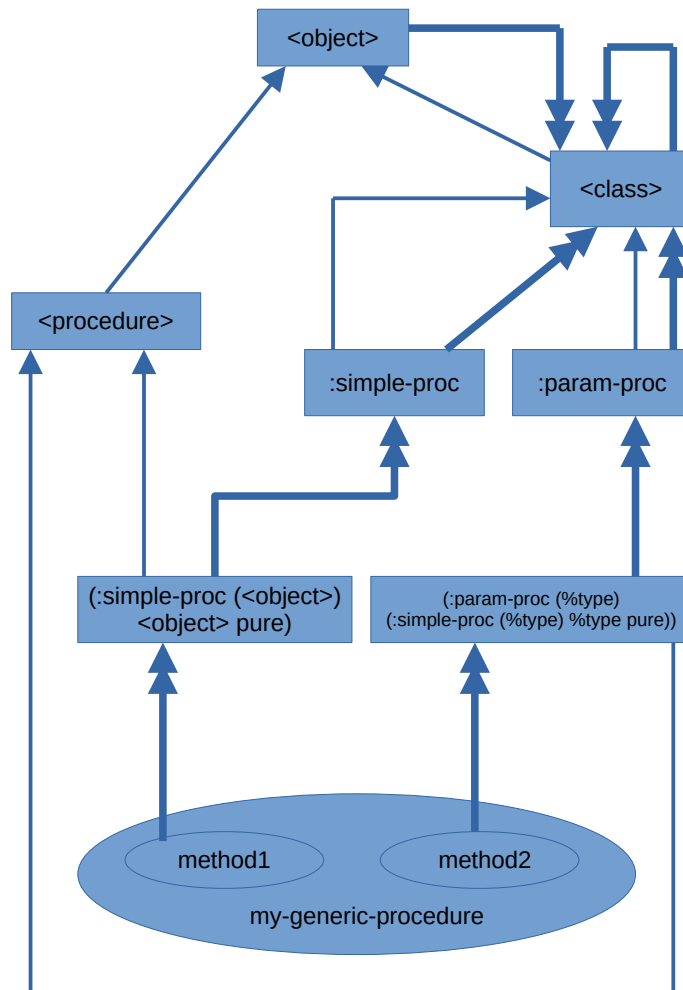 <object>
<class>
<procedure>
:simple-proc
:param-proc
(:simple-proc (<object>)
<object> pure)
(:param-proc (%type)
(:simple-proc (%type) %type pure))
method1
method2
my-generic-procedure